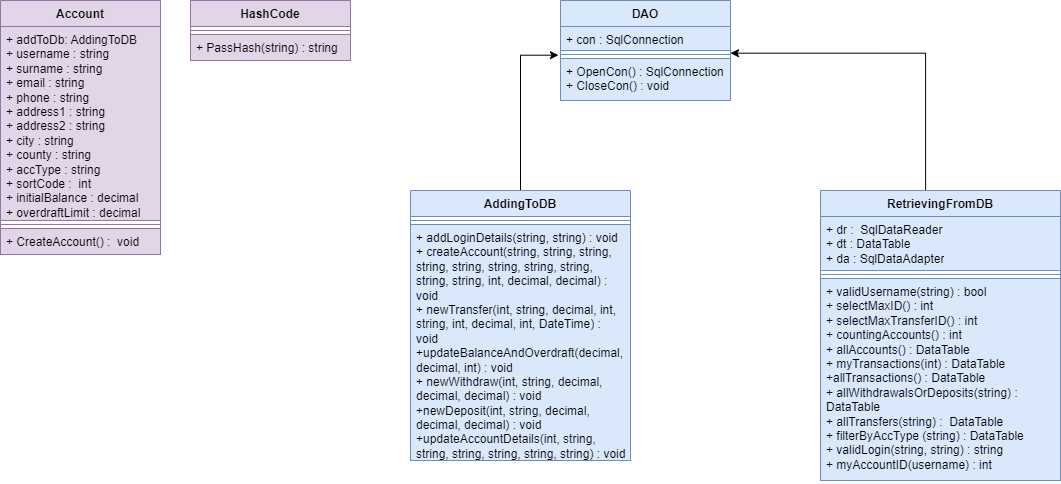 Account
+ addToDb: AddingToDB
+ username : string
+ surname : string
+ email : string
+ phone : string
+ address1 : string
+ address2 : string
+ city : string
+ county : string
+ accType : string
+ sortCode :  int
+ initialBalance : decimal
+ overdraftLimit : decimal
+ CreateAccount() :  void
HashCode
+ PassHash(string) : string
DAO
+ con : SqlConnection
+ OpenCon() : SqlConnection
+ CloseCon() : void
AddingToDB
+ addLoginDetails(string, string) : void
+ createAccount(string, string, string,
string, string, string, string, string,
string, string, int, decimal, decimal) :
void
+ newTransfer(int, string, decimal, int,
string, int, decimal, int, DateTime) :
void
+updateBalanceAndOverdraft(decimal,
decimal, int) : void
+ newWithdraw(int, string, decimal,
decimal, decimal) : void
+newDeposit(int, string, decimal,
decimal, decimal) : void
+updateAccountDetails(int, string,
string, string, string, string, string) : void
RetrievingFromDB
+ dr :  SqlDataReader
+ dt : DataTable
+ da : SqlDataAdapter
+ validUsername(string) : bool
+ selectMaxID() : int
+ selectMaxTransferID() : int
+ countingAccounts() : int
+ allAccounts() : DataTable
+ myTransactions(int) : DataTable
+allTransactions() : DataTable
+ allWithdrawalsOrDeposits(string) :
DataTable
+ allTransfers(string) :  DataTable
+ filterByAccType (string) : DataTable
+ validLogin(string, string) : string
+ myAccountID(username) : int